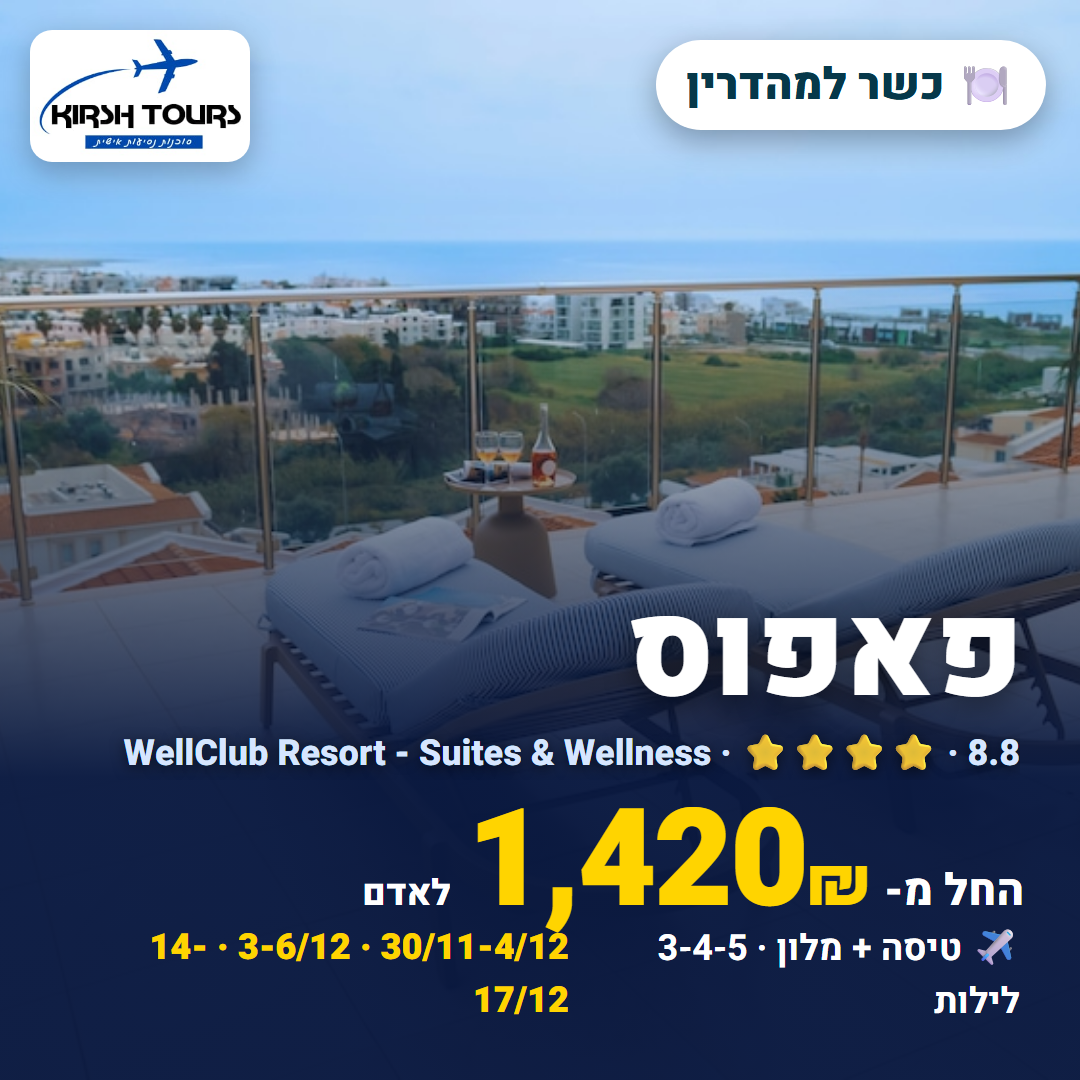 KIRSH TOURS
סוכנות נסיעות אישית
כשר למהדרין
פאפוס
8.8 · ⭐⭐⭐⭐ · WellClub Resort - Suites & Wellness
החל מ- ₪1,420 לאדם
✈️ טיסה + מלון · 3-4-5 לילות
30/11-4/12 · 3-6/12 · 14-17/12